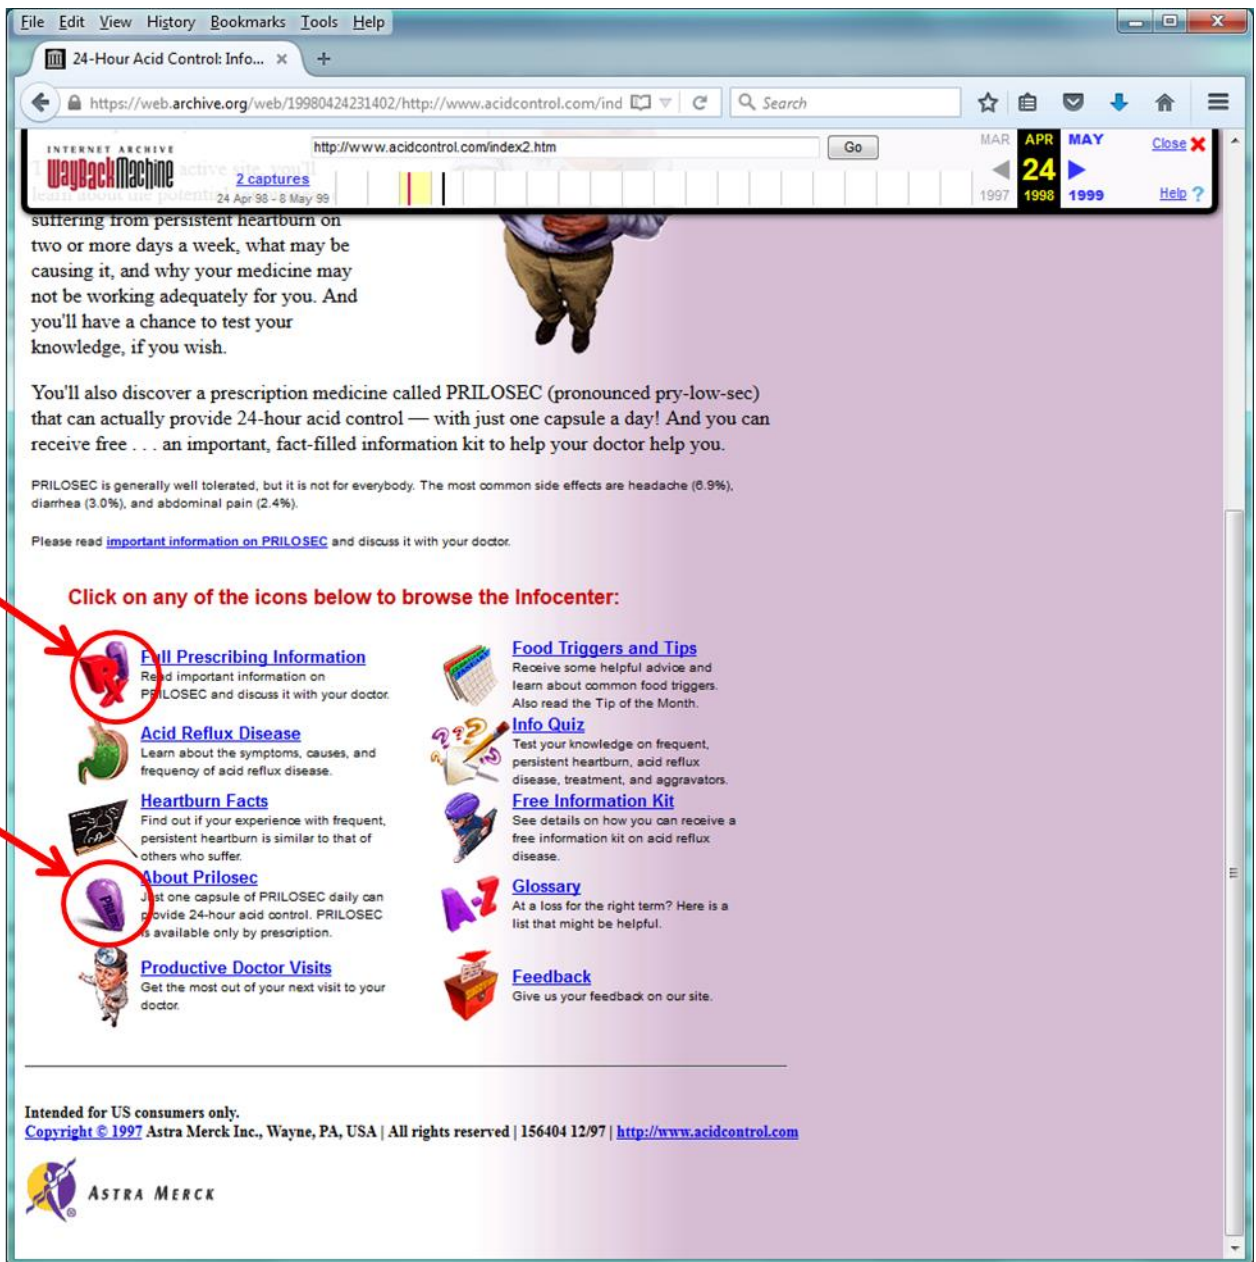 File Edit View History Bookmarks Tools Help
24-Hour Acid Control: Info... × +
https://web.archive.org/web/19980424231402/http://www.acidcontrol.com/ind
Search
INTERNET ARCHIVE
WayBackMachine
http://www.acidcontrol.com/index2.htm
Go
2 captures
24 Apr 98 - 8 May 99
MAR APR MAY
24
1997 1998 1999
Close
Help ?
active site, you'll
learn about the potential
suffering from persistent heartburn on
two or more days a week, what may be
causing it, and why your medicine may
not be working adequately for you. And
you'll have a chance to test your
knowledge, if you wish.
You'll also discover a prescription medicine called PRILOSEC (pronounced pry-low-sec)
that can actually provide 24-hour acid control — with just one capsule a day! And you can
receive free . . . an important, fact-filled information kit to help your doctor help you.
PRILOSEC is generally well tolerated, but it is not for everybody. The most common side effects are headache (6.9%),
diarrhea (3.0%), and abdominal pain (2.4%).
Please read important information on PRILOSEC and discuss it with your doctor.
Click on any of the icons below to browse the Infocenter:
Rx
Full Prescribing Information
Read important information on
PRILOSEC and discuss it with your doctor.
Acid Reflux Disease
Learn about the symptoms, causes, and
frequency of acid reflux disease.
Heartburn Facts
Find out if your experience with frequent,
persistent heartburn is similar to that of
others who suffer.
About Prilosec
Just one capsule of PRILOSEC daily can
provide 24-hour acid control. PRILOSEC
is available only by prescription.
Productive Doctor Visits
Get the most out of your next visit to your
doctor.
Food Triggers and Tips
Receive some helpful advice and
learn about common food triggers.
Also read the Tip of the Month.
Info Quiz
Test your knowledge on frequent,
persistent heartburn, acid reflux
disease, treatment, and aggravators.
Free Information Kit
See details on how you can receive a
free information kit on acid reflux
disease.
A-Z
Glossary
At a loss for the right term? Here is a
list that might be helpful.
Feedback
Give us your feedback on our site.
Intended for US consumers only.
Copyright © 1997 Astra Merck Inc., Wayne, PA, USA | All rights reserved | 156404 12/97 | http://www.acidcontrol.com
ASTRA MERCK